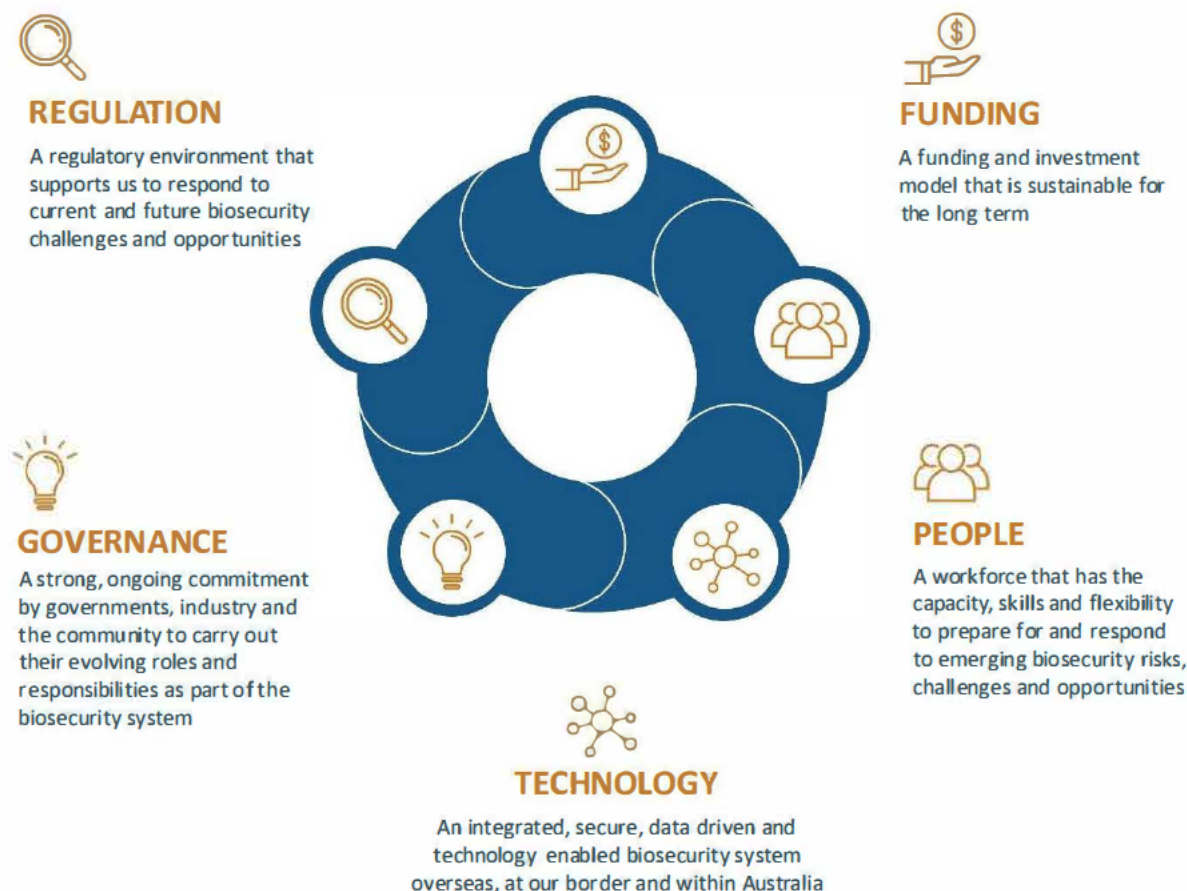 REGULATION
A regulatory environment that
supports us to respond to
current and future biosecurity
challenges and opportunities
$
FUNDING
A funding and investment
model that is sustainable for
the long term
$
GOVERNANCE
A strong, ongoing commitment
by governments, industry and
the community to carry out
their evolving roles and
responsibilities as part of the
biosecurity system
PEOPLE
A workforce that has the
capacity, skills and flexibility
to prepare for and respond
to emerging biosecurity risks,
challenges and opportunities
TECHNOLOGY
An integrated, secure, data driven and
technology enabled biosecurity system
overseas, at our border and within Australia